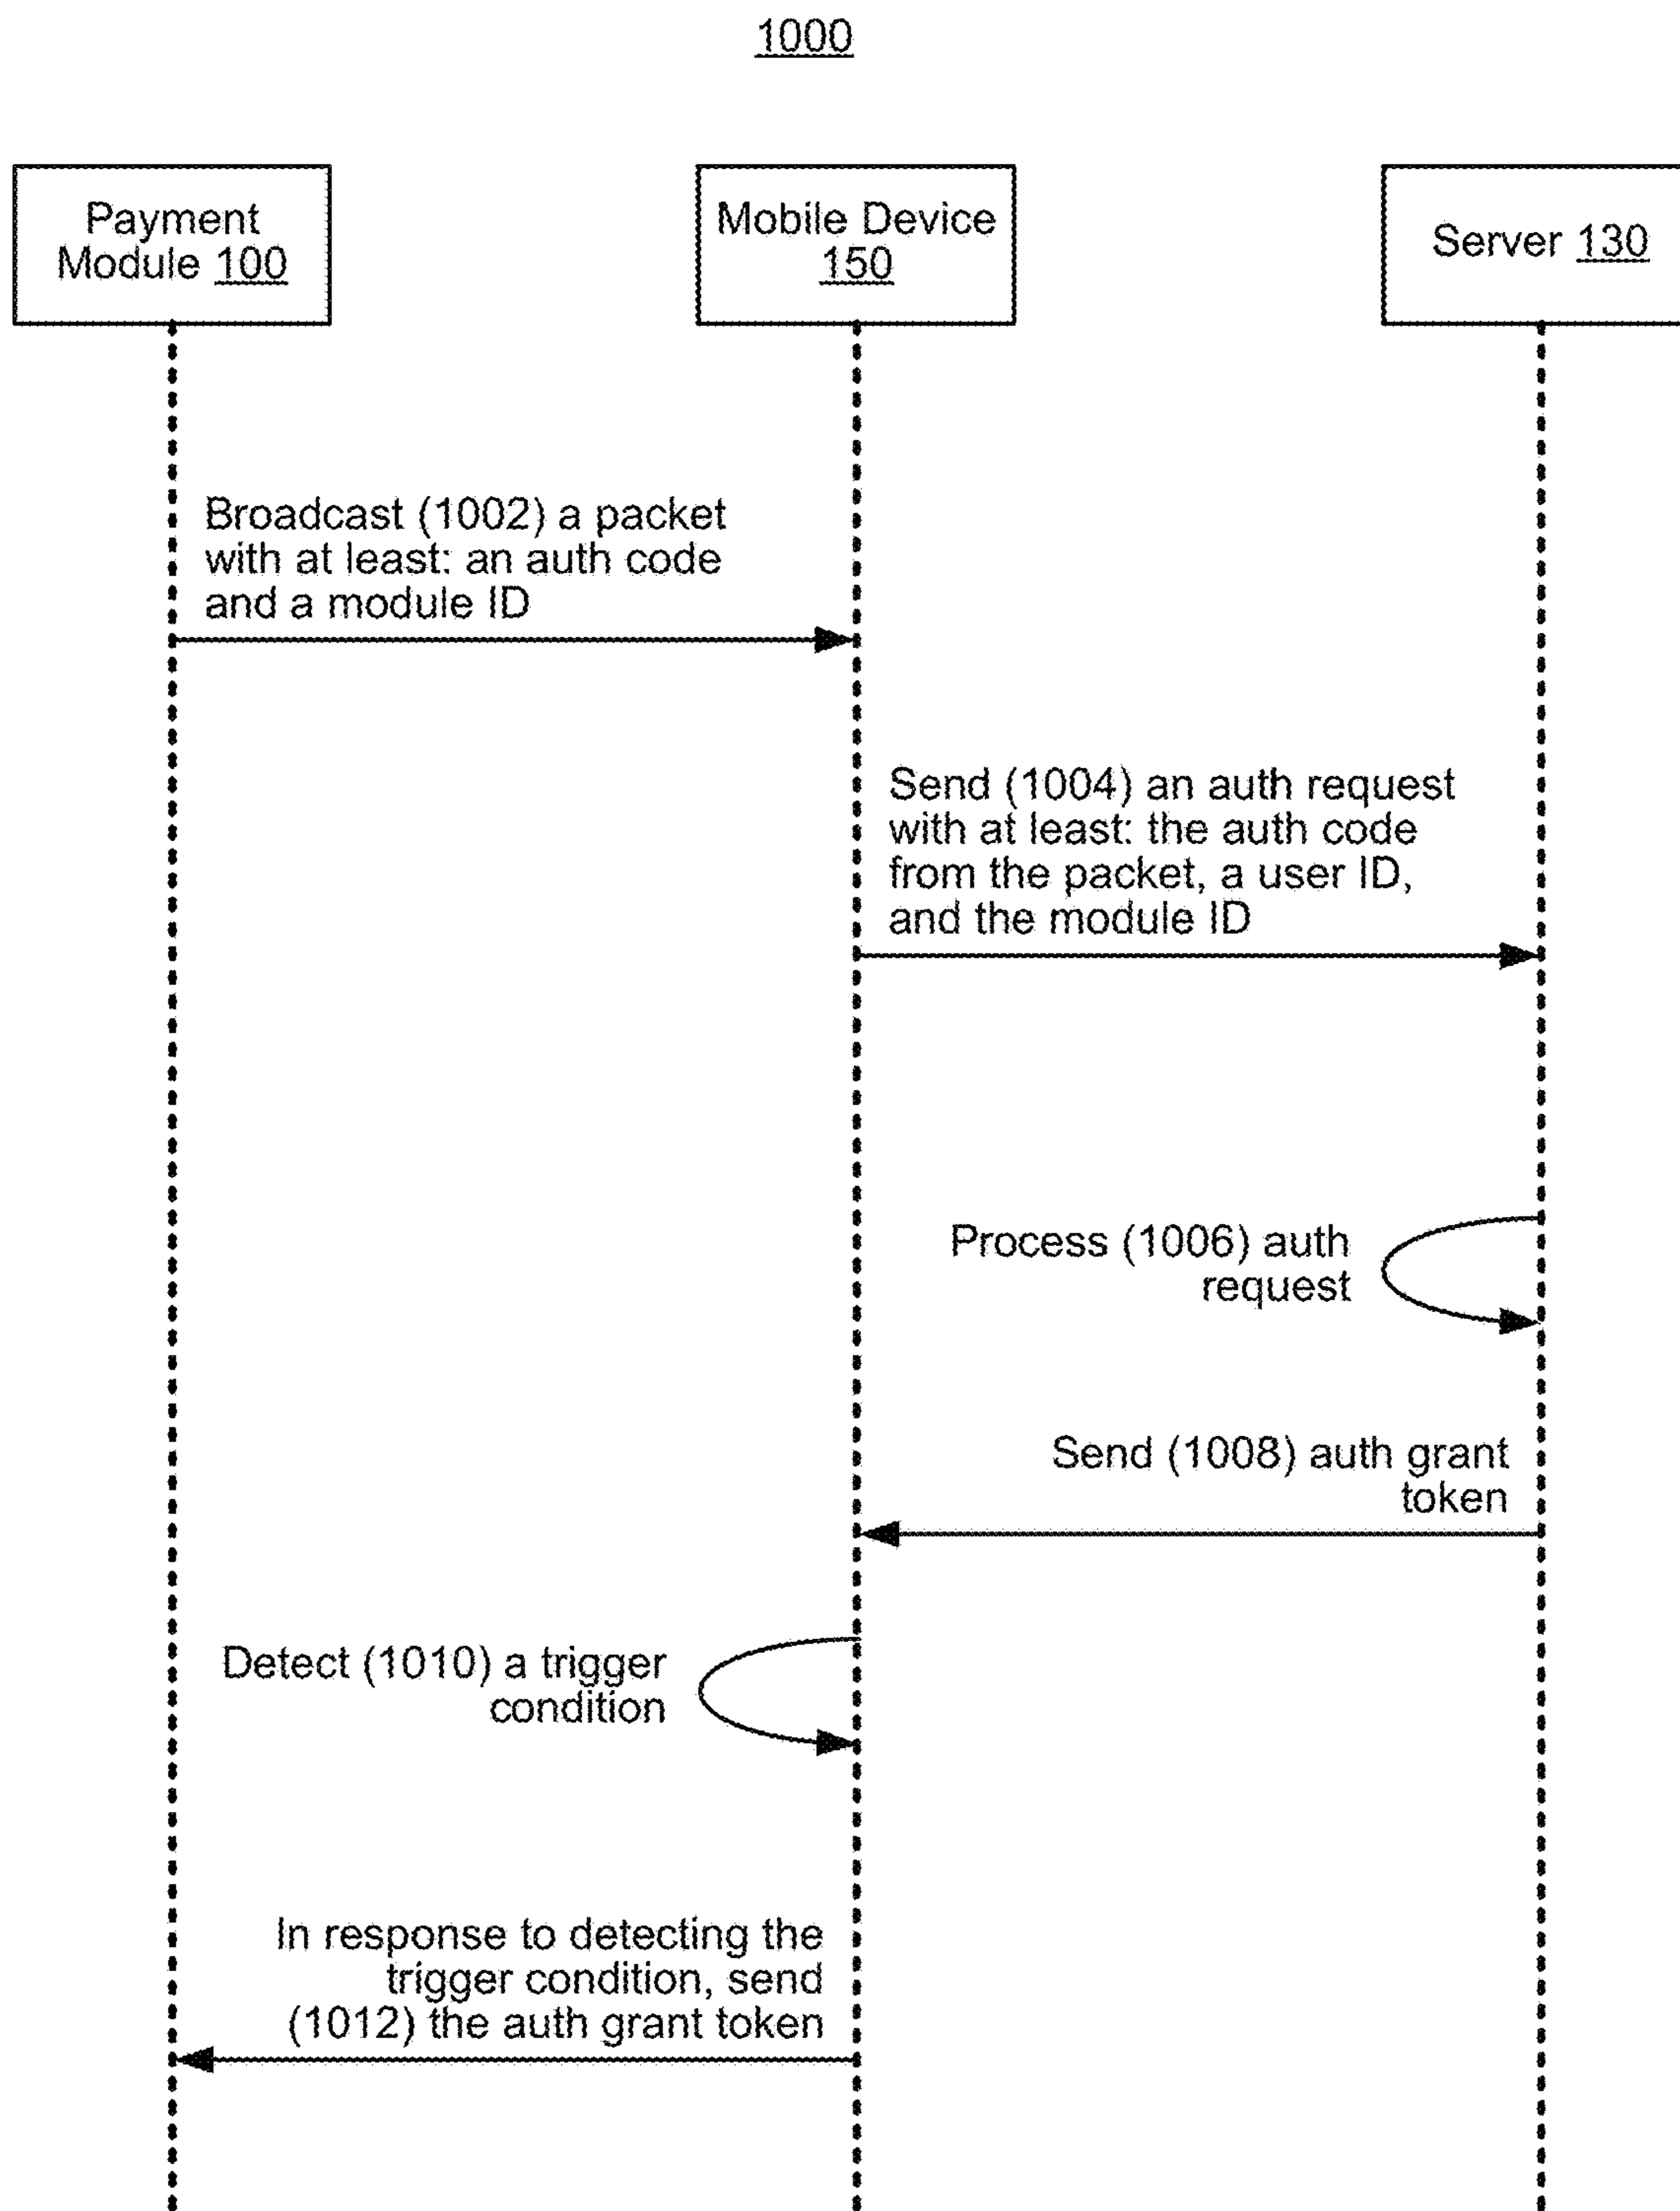 1000
Payment
Module 100
Mobile Device
150
Server 130
Broadcast (1002) a packet
with at least: an auth code
and a module ID
Send (1004) an auth request
with at least: the auth code
from the packet, a user ID,
and the module ID
Process (1006) auth
request
Send (1008) auth grant
token
Detect (1010) a trigger
condition
In response to detecting the
trigger condition, send
(1012) the auth grant token